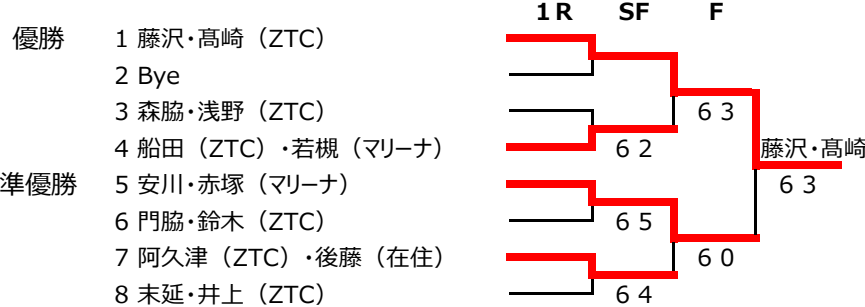 1R SF F
優勝 1 藤沢・髙崎（ZTC）
2 Bye
3 森脇・浅野（ZTC）
6 3
4 船田（ZTC）・若槻（マリーナ）
6 2
藤沢・髙崎
準優勝 5 安川・赤塚（マリーナ）
6 3
6 門脇・鈴木（ZTC）
6 5
7 阿久津（ZTC）・後藤（在住）
6 0
8 末延・井上（ZTC）
6 4